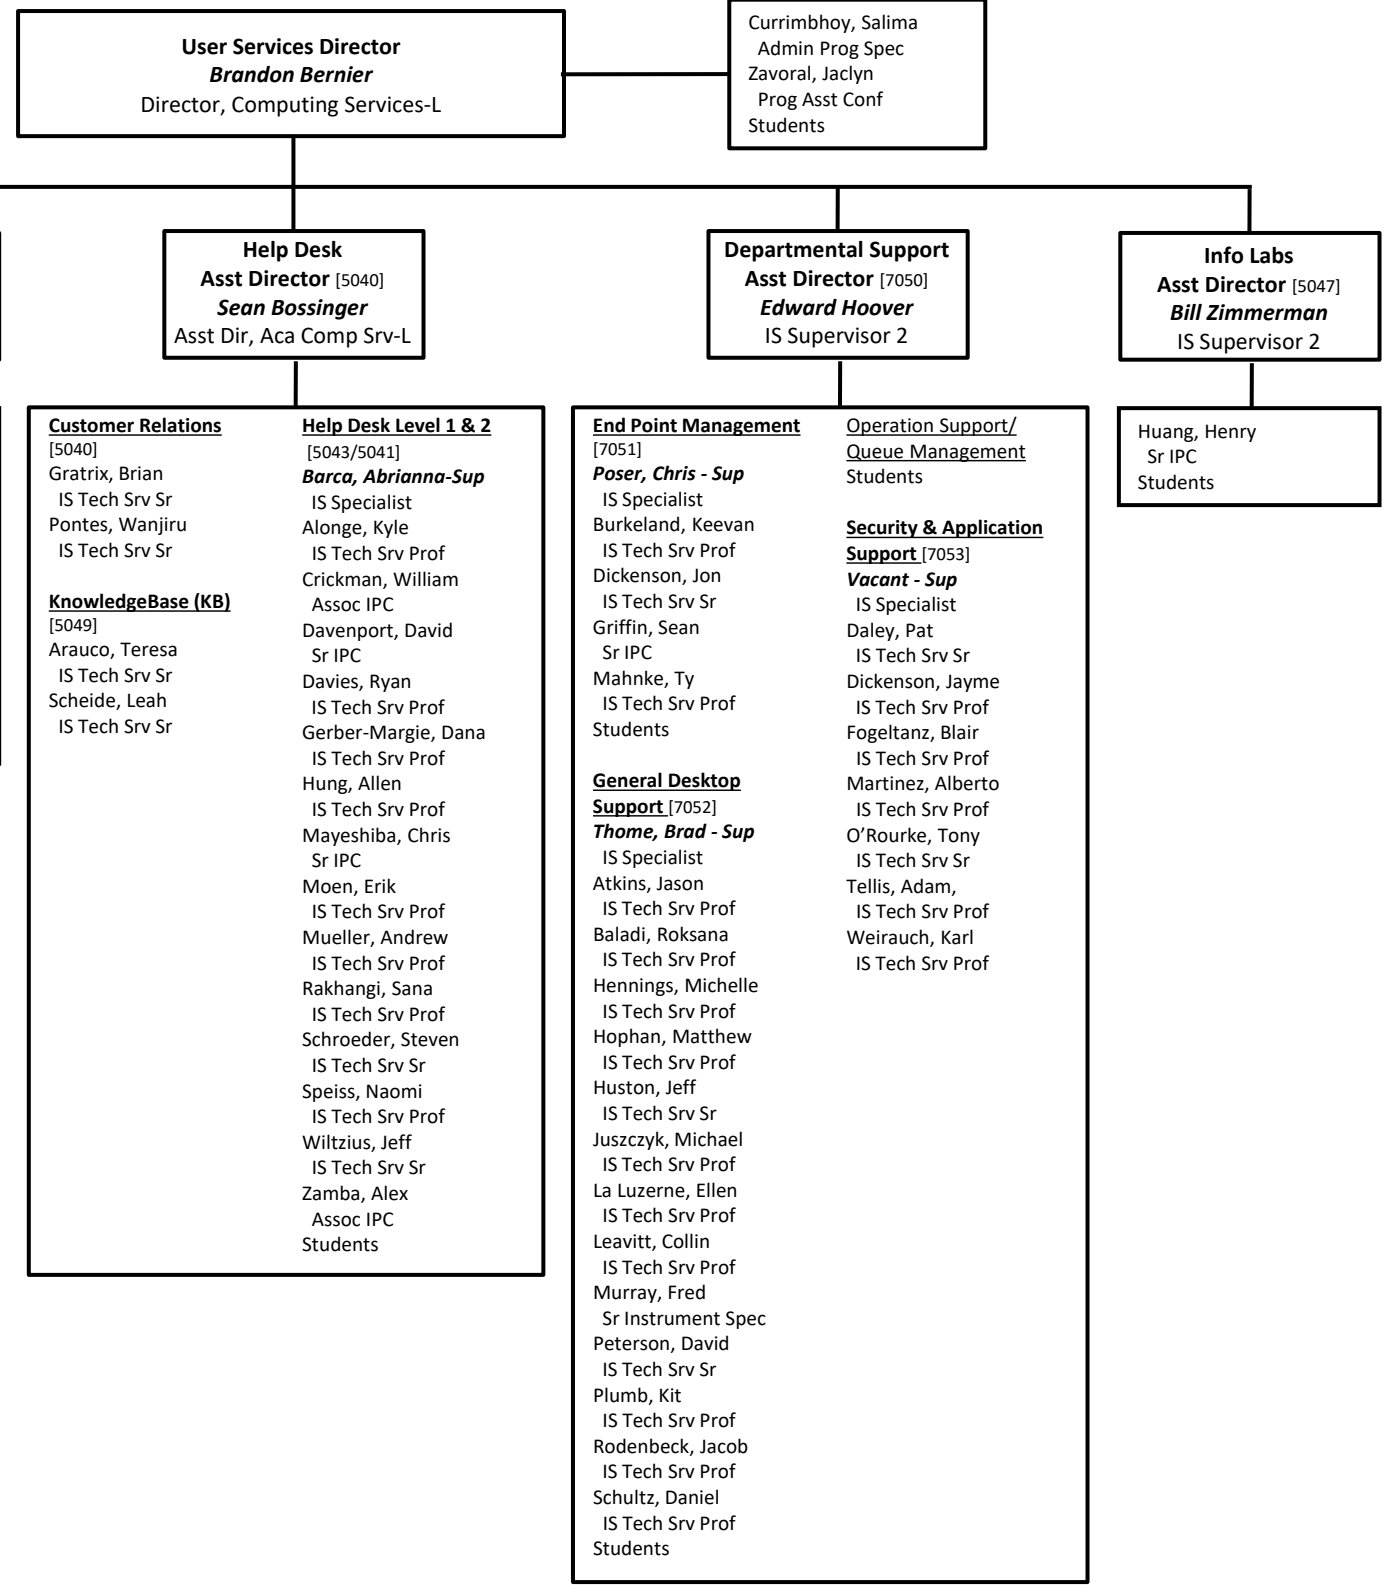 User Services Director
Brandon Bernier
Director, Computing Services-L
Currimbhoy, Salima
Admin Prog Spec
Zavoral, Jaclyn
Prog Asst Conf
Students
Help Desk
Asst Director [5040]
Sean Bossinger
Asst Dir, Aca Comp Srv-L
Departmental Support
Asst Director [7050]
Edward Hoover
IS Supervisor 2
Info Labs
Asst Director [5047]
Bill Zimmerman
IS Supervisor 2
Customer Relations
[5040]
Gratrix, Brian
IS Tech Srv Sr
Pontes, Wanjiru
IS Tech Srv Sr
KnowledgeBase (KB)
[5049]
Arauco, Teresa
IS Tech Srv Sr
Scheide, Leah
IS Tech Srv Sr
Help Desk Level 1 & 2
[5043/5041]
Barca, Abrianna-Sup
IS Specialist
Alonge, Kyle
IS Tech Srv Prof
Crickman, William
Assoc IPC
Davenport, David
Sr IPC
Davies, Ryan
IS Tech Srv Prof
Gerber-Margie, Dana
IS Tech Srv Prof
Hung, Allen
IS Tech Srv Prof
Mayeshiba, Chris
Sr IPC
Moen, Erik
IS Tech Srv Prof
Mueller, Andrew
IS Tech Srv Prof
Rakhangi, Sana
IS Tech Srv Prof
Schroeder, Steven
IS Tech Srv Sr
Speiss, Naomi
IS Tech Srv Prof
Wiltzius, Jeff
IS Tech Srv Sr
Zamba, Alex
Assoc IPC
Students
End Point Management
[7051]
Poser, Chris - Sup
IS Specialist
Burkeland, Keevan
IS Tech Srv Prof
Dickenson, Jon
IS Tech Srv Sr
Griffin, Sean
Sr IPC
Mahnke, Ty
IS Tech Srv Prof
Students
General Desktop
Support [7052]
Thome, Brad - Sup
IS Specialist
Atkins, Jason
IS Tech Srv Prof
Baladi, Roksana
IS Tech Srv Prof
Hennings, Michelle
IS Tech Srv Prof
Hophan, Matthew
IS Tech Srv Prof
Huston, Jeff
IS Tech Srv Sr
Juszczyk, Michael
IS Tech Srv Prof
La Luzerne, Ellen
IS Tech Srv Prof
Leavitt, Collin
IS Tech Srv Prof
Murray, Fred
Sr Instrument Spec
Peterson, David
IS Tech Srv Sr
Plumb, Kit
IS Tech Srv Prof
Rodenbeck, Jacob
IS Tech Srv Prof
Schultz, Daniel
IS Tech Srv Prof
Students
Operation Support/
Queue Management
Students
Security & Application
Support [7053]
Vacant - Sup
IS Specialist
Daley, Pat
IS Tech Srv Sr
Dickenson, Jayme
IS Tech Srv Prof
Fogeltanz, Blair
IS Tech Srv Prof
Martinez, Alberto
IS Tech Srv Prof
O’Rourke, Tony
IS Tech Srv Sr
Tellis, Adam,
IS Tech Srv Prof
Weirauch, Karl
IS Tech Srv Prof
Huang, Henry
Sr IPC
Students